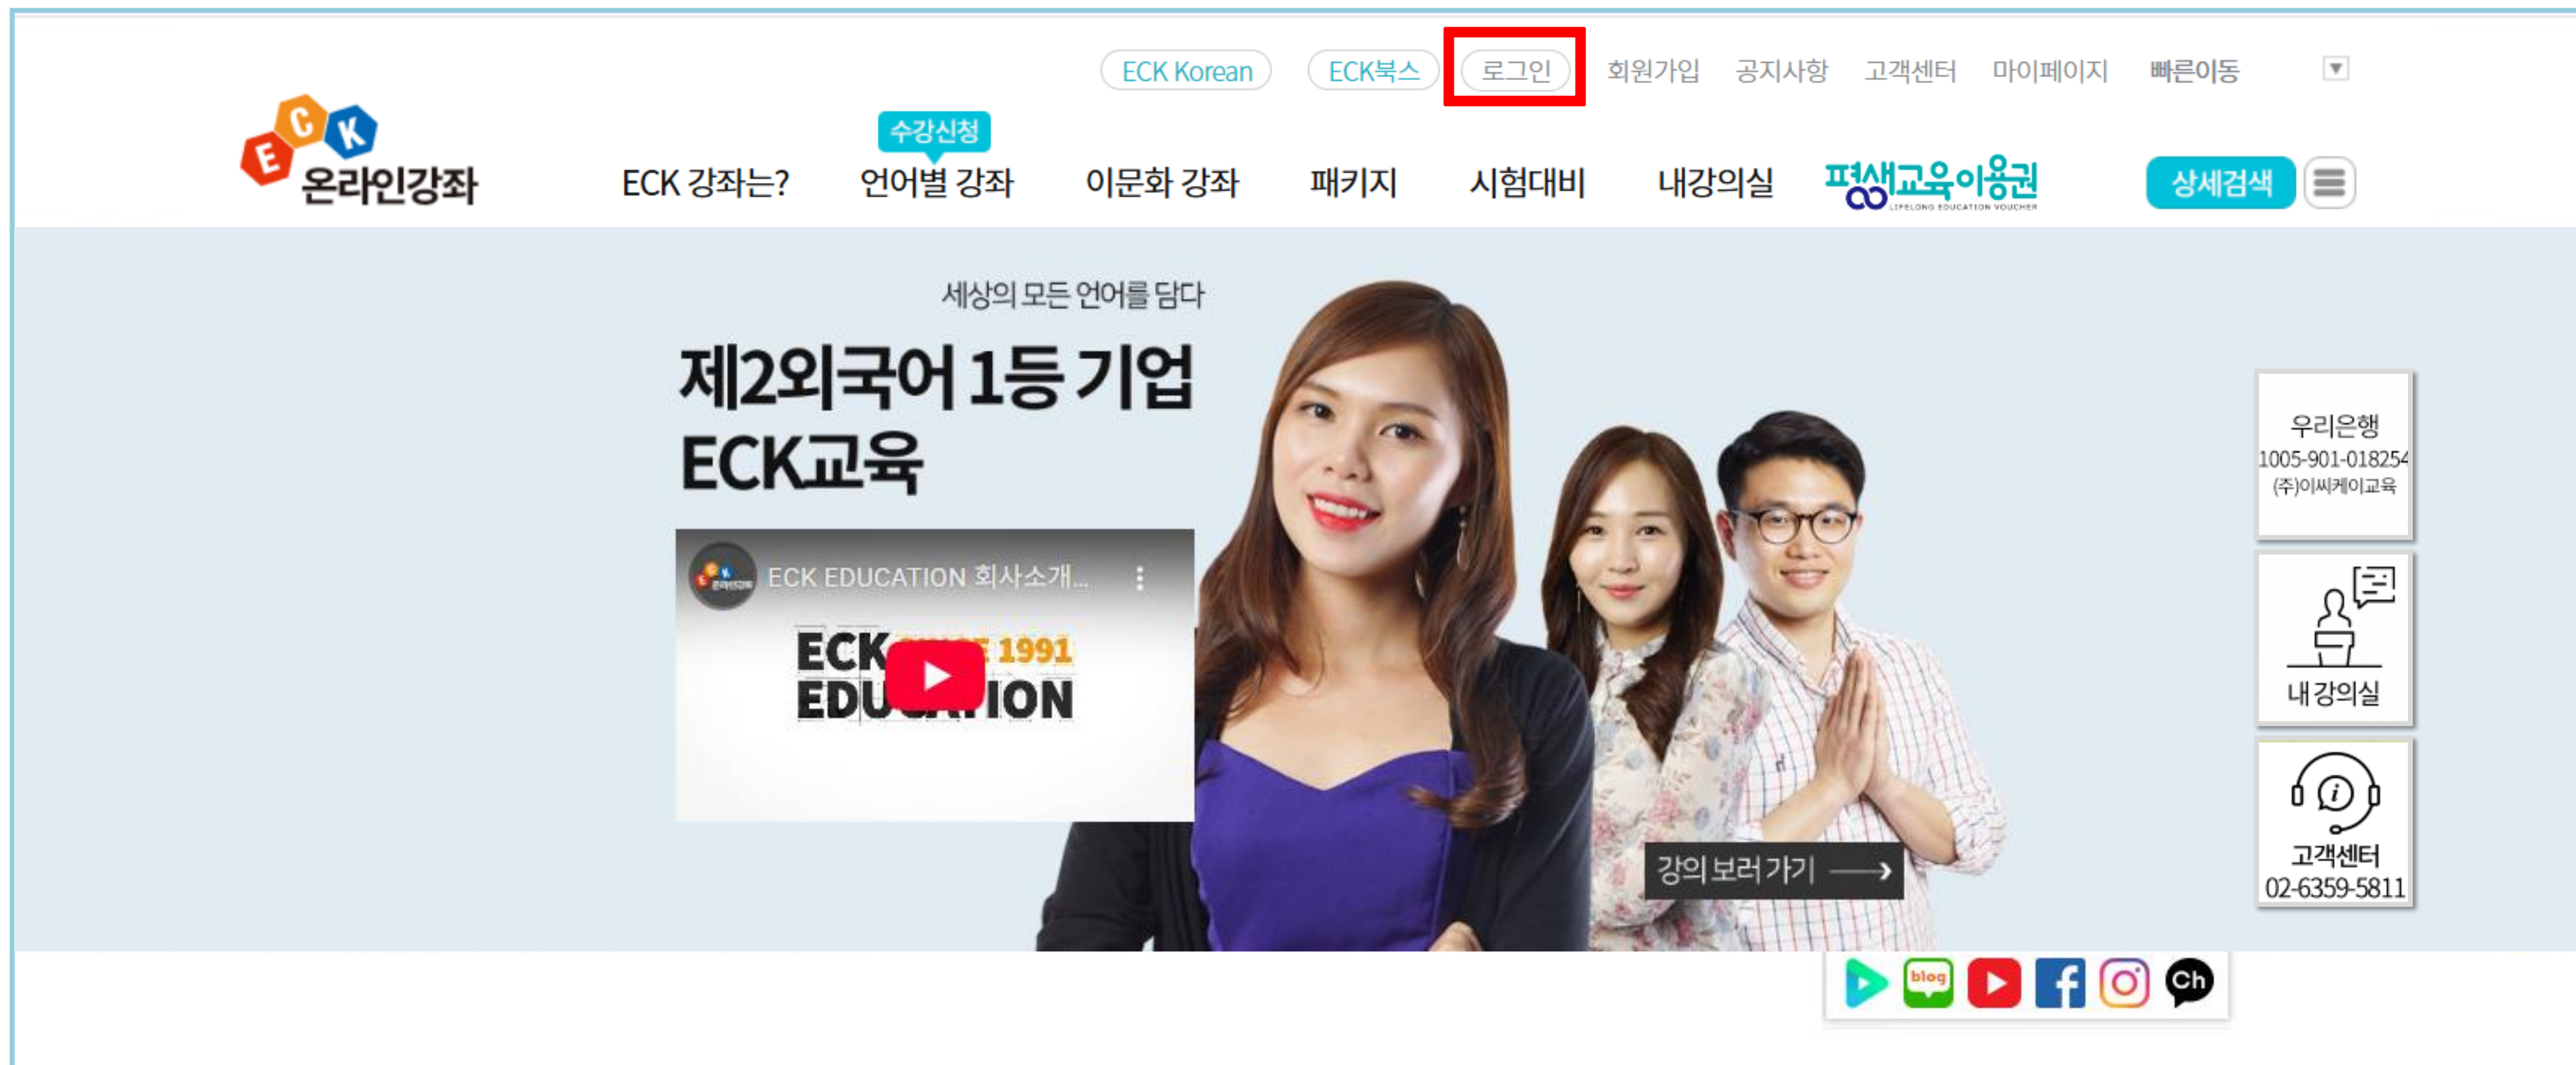 ECK Korean ECK북스 로그인 회원가입 공지사항 고객센터 마이페이지 빠른이동
ECK
온라인강좌
수강신청
ECK 강좌는? 언어별 강좌 이문화 강좌 패키지 시험대비 내강의실 평생교육이용권 상세검색
LIFELONG EDUCATION VOUCHER
세상의 모든 언어를 담다
제2외국어 1등 기업
ECK교육
ECK EDUCATION 회사소개...
ECK 1991
EDUCATION
강의 보러 가기
우리은행
1005-901-018254
(주)이씨케이교육
내 강의실
고객센터
02-6359-5811
blog
Ch